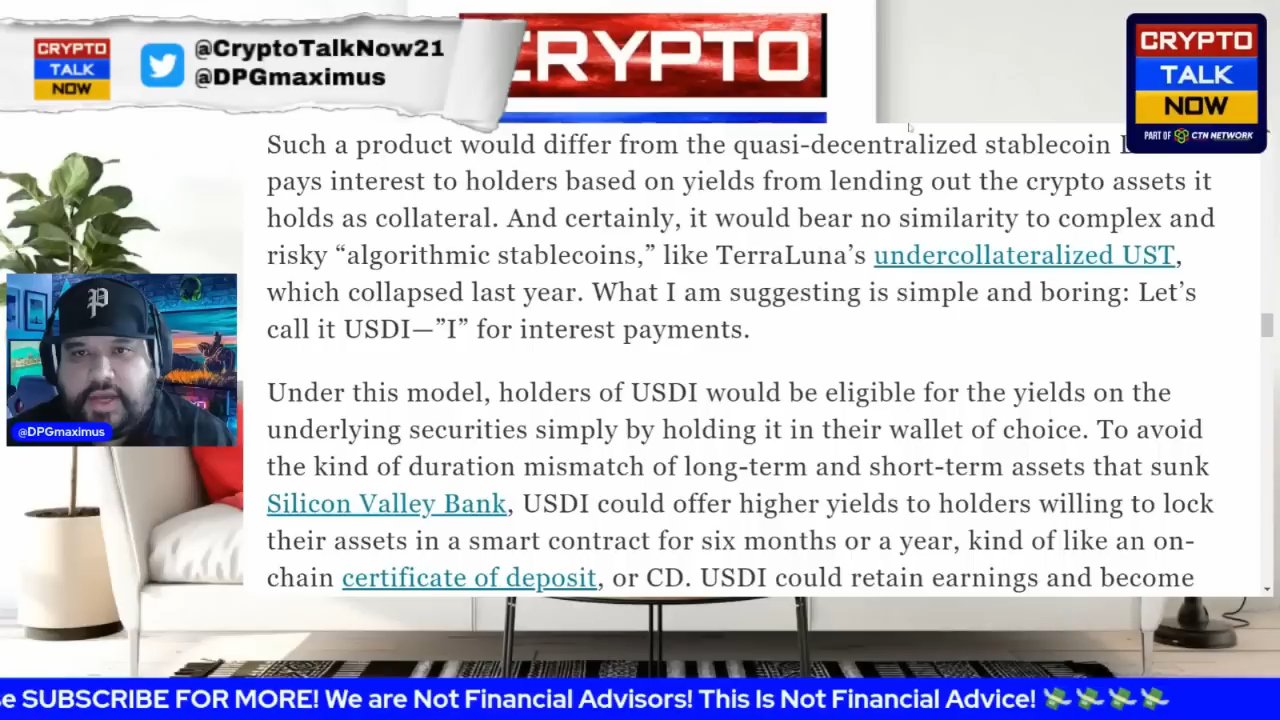 CRYPTO
TALK
NOW
@CryptoTalkNow21
@DPGmaximus
CRYPTO
CRYPTO
TALK
NOW
PART OF CTN NETWORK
Such a product would differ from the quasi-decentralized stablecoin
pays interest to holders based on yields from lending out the crypto assets it
holds as collateral. And certainly, it would bear no similarity to complex and
risky “algorithmic stablecoins,” like TerraLuna’s undercollateralized UST,
which collapsed last year. What I am suggesting is simple and boring: Let’s
call it USDI—”I” for interest payments.
Under this model, holders of USDI would be eligible for the yields on the
underlying securities simply by holding it in their wallet of choice. To avoid
the kind of duration mismatch of long-term and short-term assets that sunk
Silicon Valley Bank, USDI could offer higher yields to holders willing to lock
their assets in a smart contract for six months or a year, kind of like an on-
chain certificate of deposit, or CD. USDI could retain earnings and become
P
@DPGmaximus
SUBSCRIBE FOR MORE! We are Not Financial Advisors! This Is Not Financial Advice!